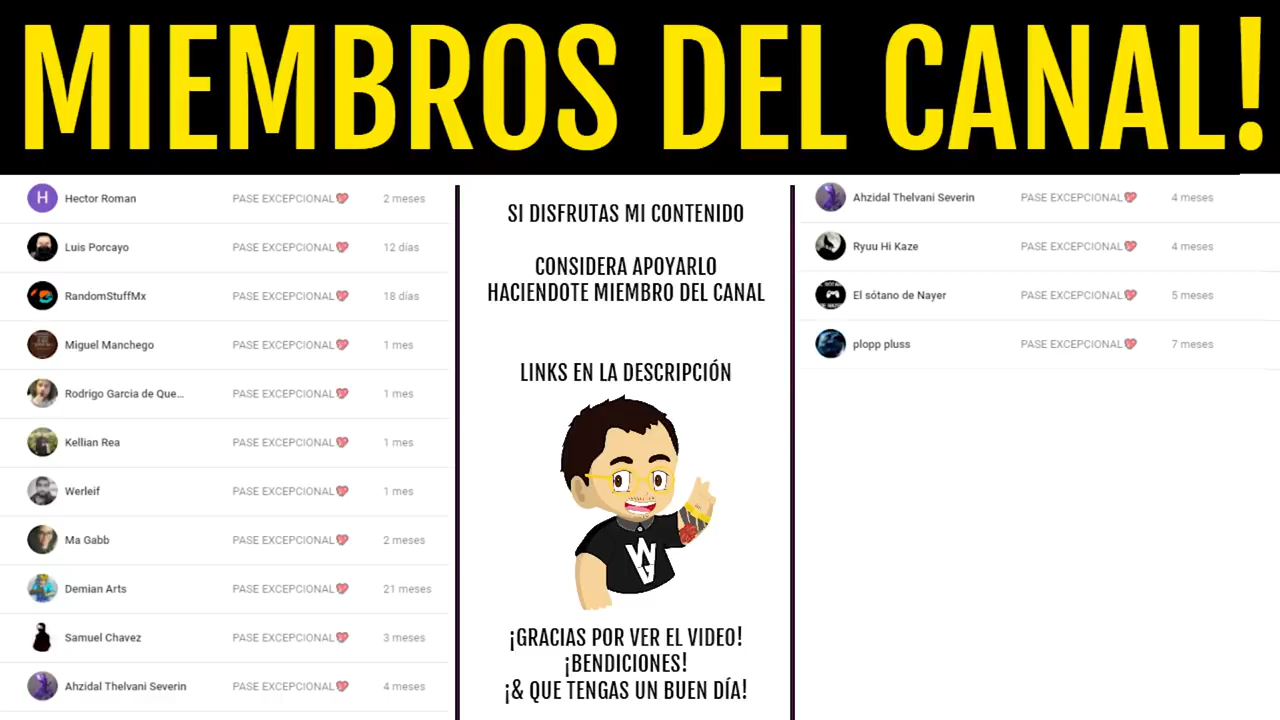 MIEMBROS DEL CANAL!
H Hector Roman PASE EXCEPCIONAL💖 2 meses
Luis Porcayo PASE EXCEPCIONAL💖 12 días
RandomStuffMx PASE EXCEPCIONAL💖 18 días
Miguel Manchego PASE EXCEPCIONAL💖 1 mes
Rodrigo Garcia de Que... PASE EXCEPCIONAL💖 1 mes
Kellian Rea PASE EXCEPCIONAL💖 1 mes
Werleif PASE EXCEPCIONAL💖 1 mes
Ma Gabb PASE EXCEPCIONAL💖 2 meses
Demian Arts PASE EXCEPCIONAL💖 21 meses
Samuel Chavez PASE EXCEPCIONAL💖 3 meses
Ahzidal Thelvani Severin PASE EXCEPCIONAL💖 4 meses
SI DISFRUTAS MI CONTENIDO
CONSIDERA APOYARLO
HACIENDOTE MIEMBRO DEL CANAL
LINKS EN LA DESCRIPCIÓN
¡GRACIAS POR VER EL VIDEO!
¡BENDICIONES!
¡& QUE TENGAS UN BUEN DÍA!
Ahzidal Thelvani Severin PASE EXCEPCIONAL💖 4 meses
Ryuu Hi Kaze PASE EXCEPCIONAL💖 4 meses
El sótano de Nayer PASE EXCEPCIONAL💖 5 meses
plopp pluss PASE EXCEPCIONAL💖 7 meses